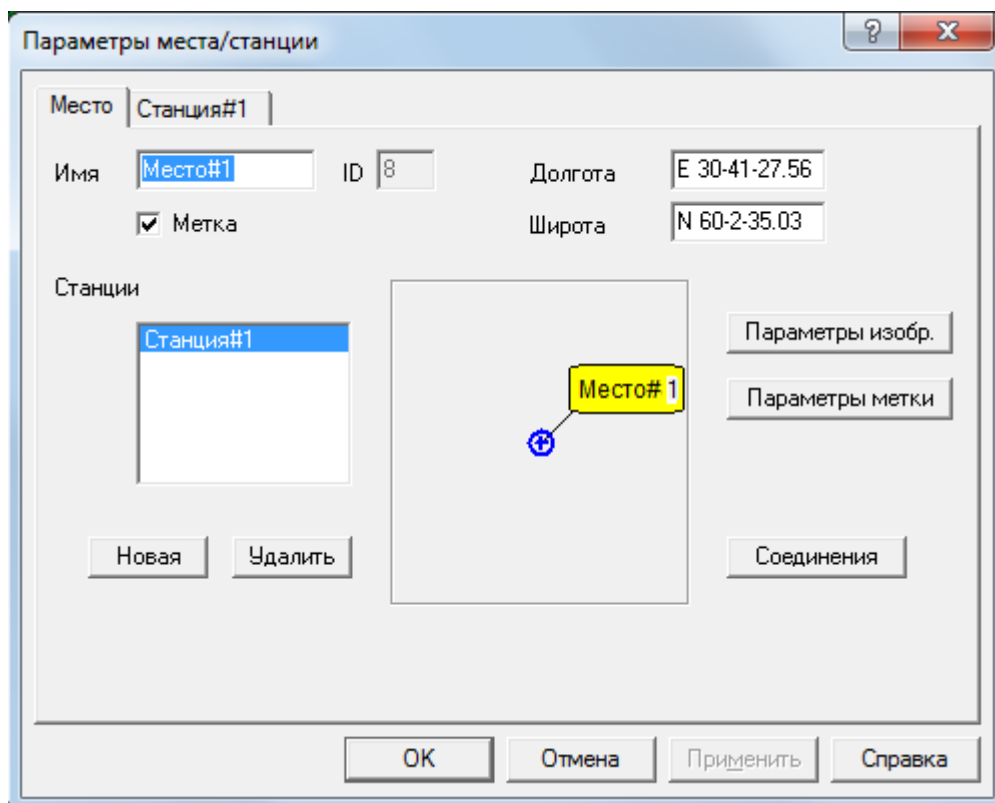 Параметры места/станции
Место Станция#1
Имя Место#1 ID 8 Долгота E 30-41-27.56
Метка Широта N 60-2-35.03
Станции
Станция#1
Параметры изобр.
Место# 1
Параметры метки
Новая Удалить Соединения
OK Отмена Применить Справка